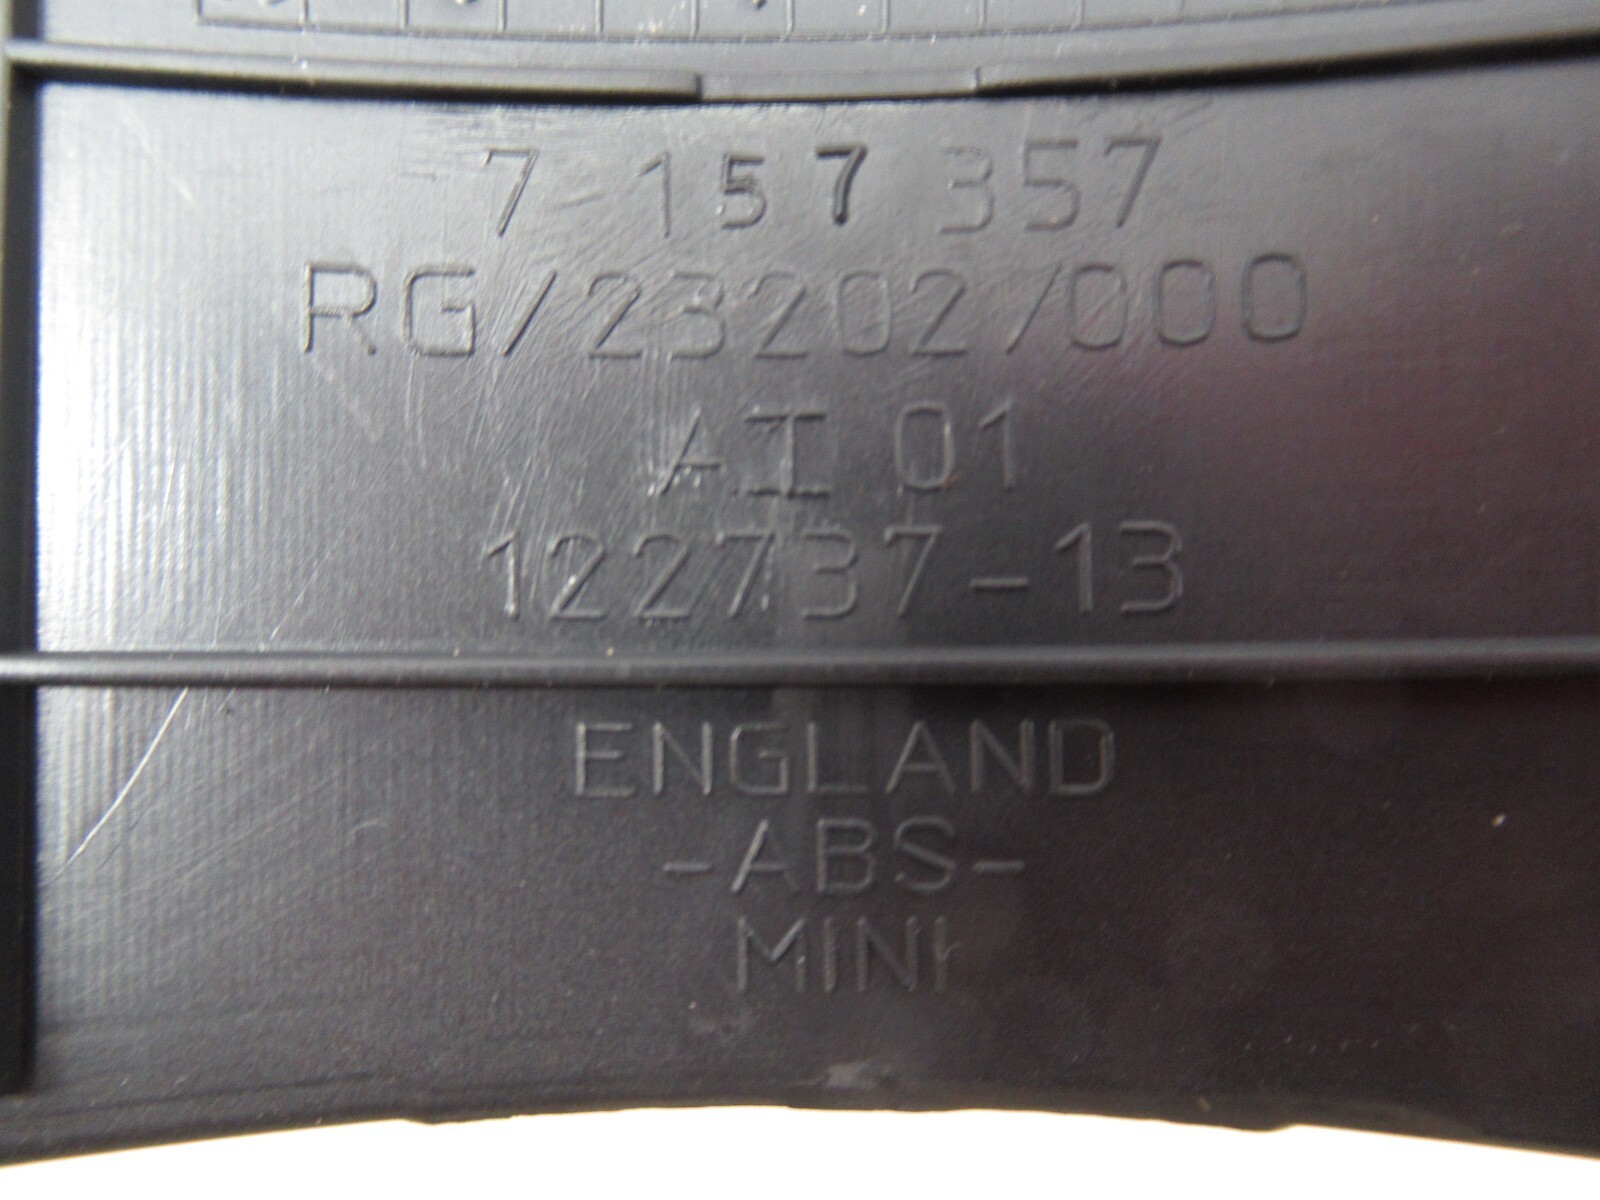 7 157 357
RG/23202/000
AI 01
122737-13
ENGLAND
-ABS-
MINI